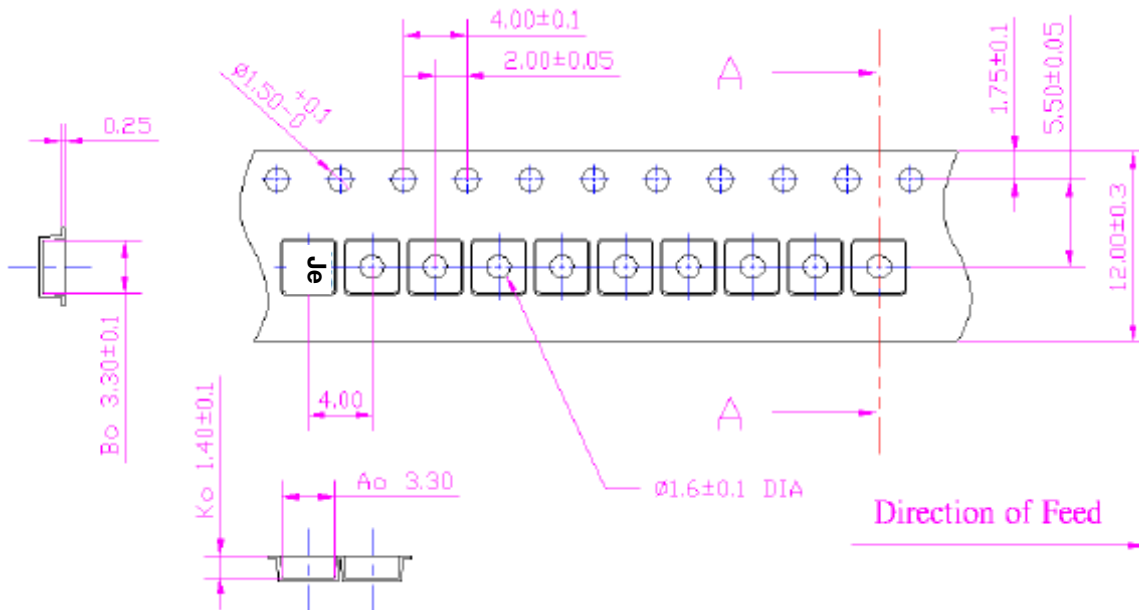 4.00±0.1
2.00±0.05
Ø1.50 +0.1 -0
0.25
A
1.75±0.1
5.50±0.05
12.00±0.3
Je
Bo 3.30±0.1
4.00
A
Ko 1.40±0.1
Ao 3.30
Ø1.6±0.1 DIA
Direction of Feed